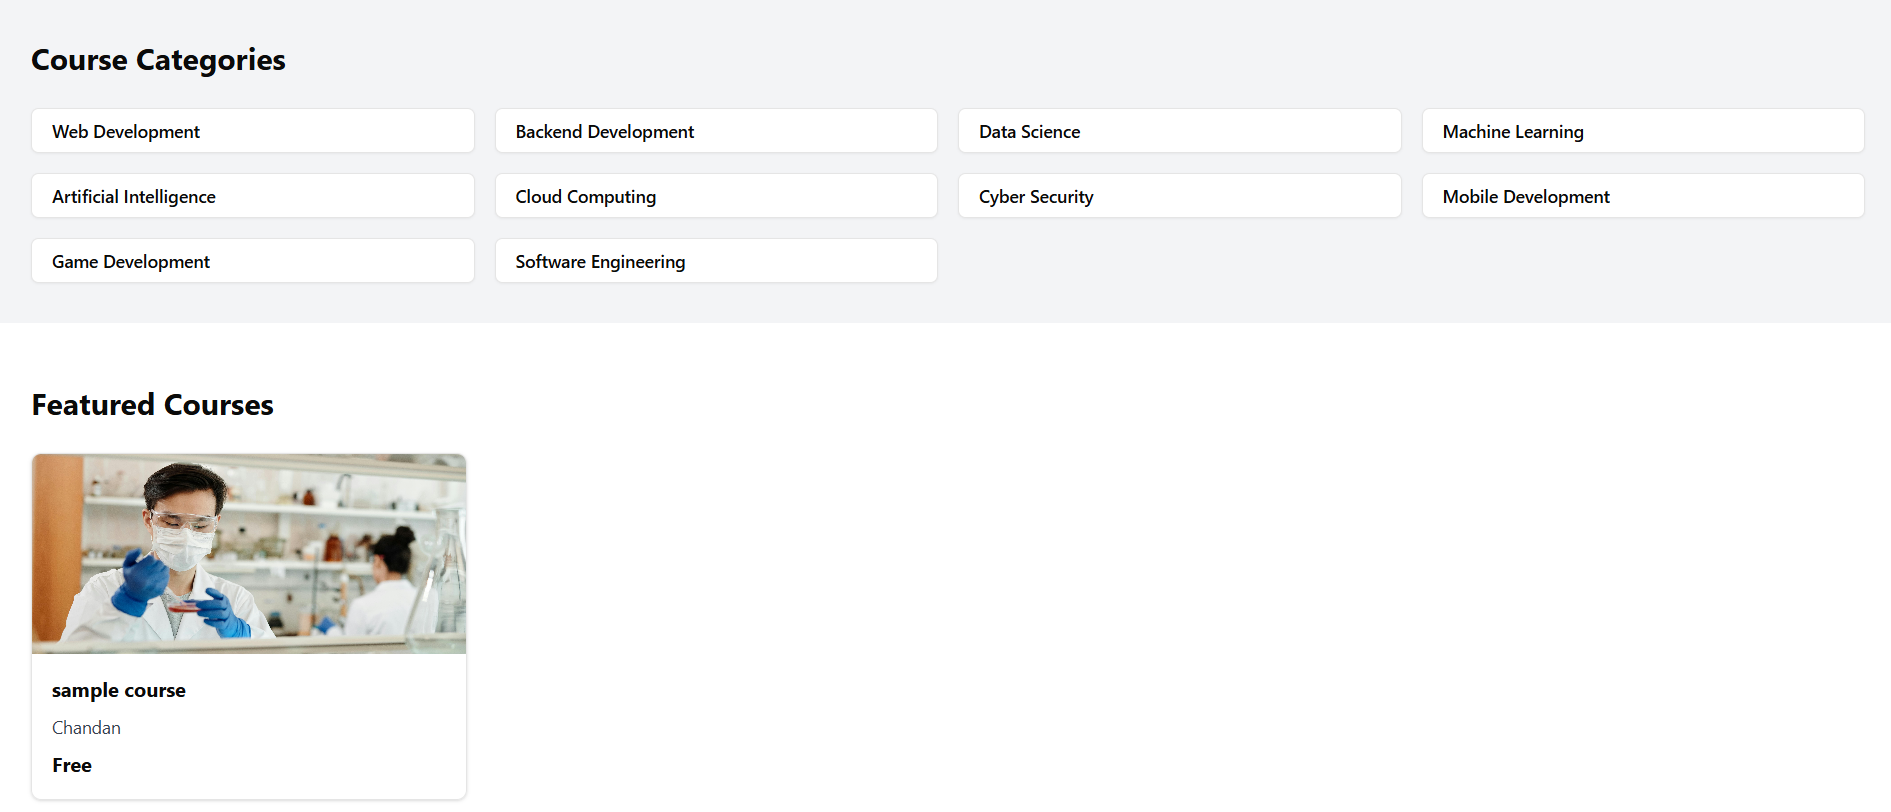 Course Categories
Web Development
Backend Development
Data Science
Machine Learning
Artificial Intelligence
Cloud Computing
Cyber Security
Mobile Development
Game Development
Software Engineering
Featured Courses
sample course
Chandan
Free